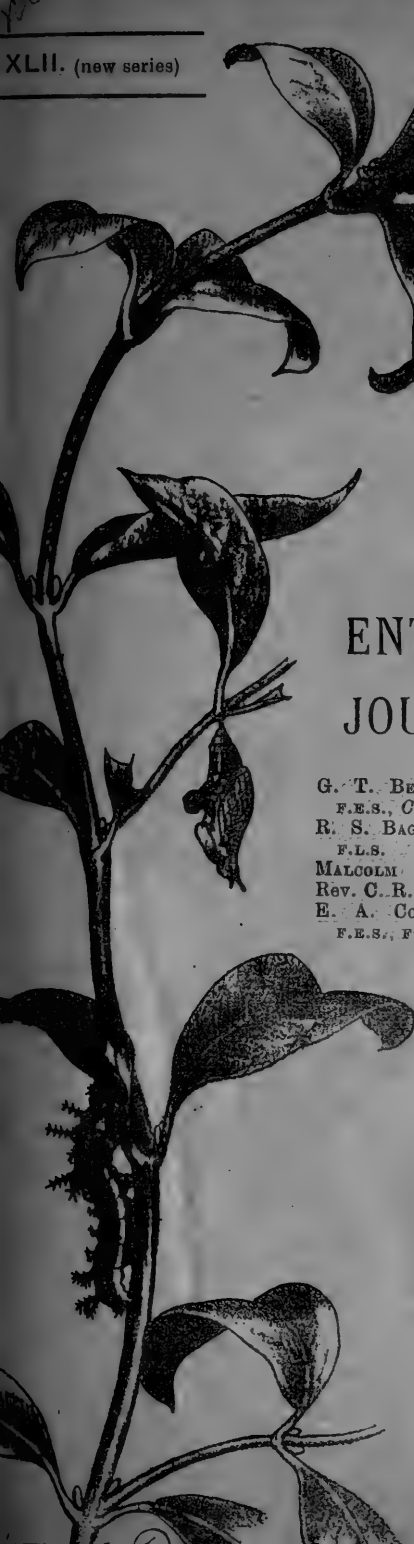 XLII. (new series)
ENT
JOU
G. T. BE
F.E.S., C
R. S. BAG
F.L.S.
MALCOLM
Rev. C. R.
E. A. Co
F.E.S., F